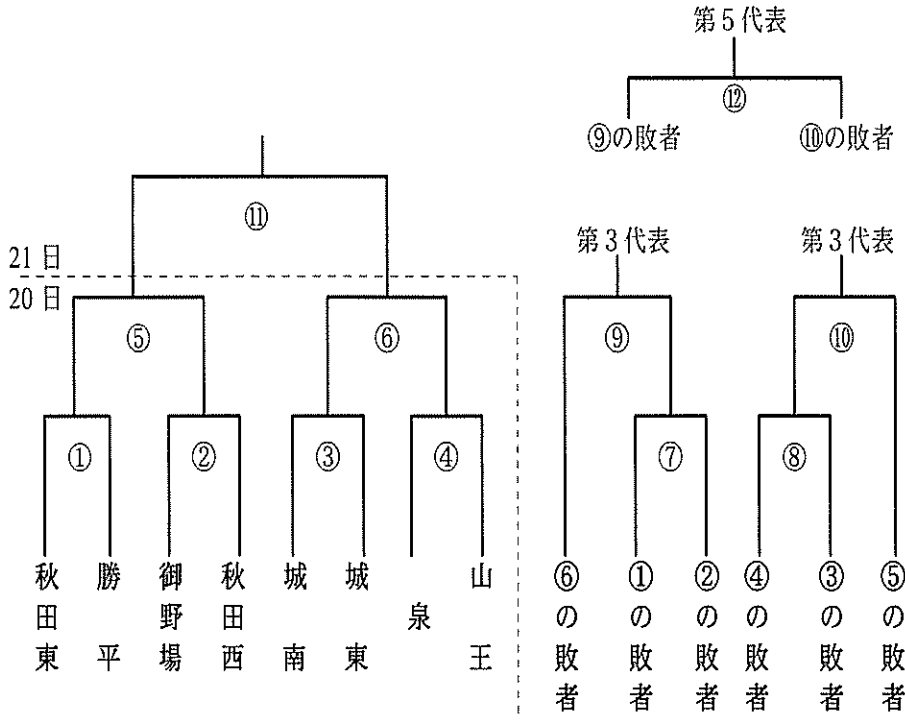 第5代表
⑫
⑨の敗者
⑩の敗者
⑪
第3代表
第3代表
21日
20日
⑤
⑥
⑨
⑩
①
②
③
④
⑦
⑧
秋田東
勝平
御野場
秋田西
城南
城東
泉
山王
⑥の敗者
①の敗者
②の敗者
④の敗者
③の敗者
⑤の敗者